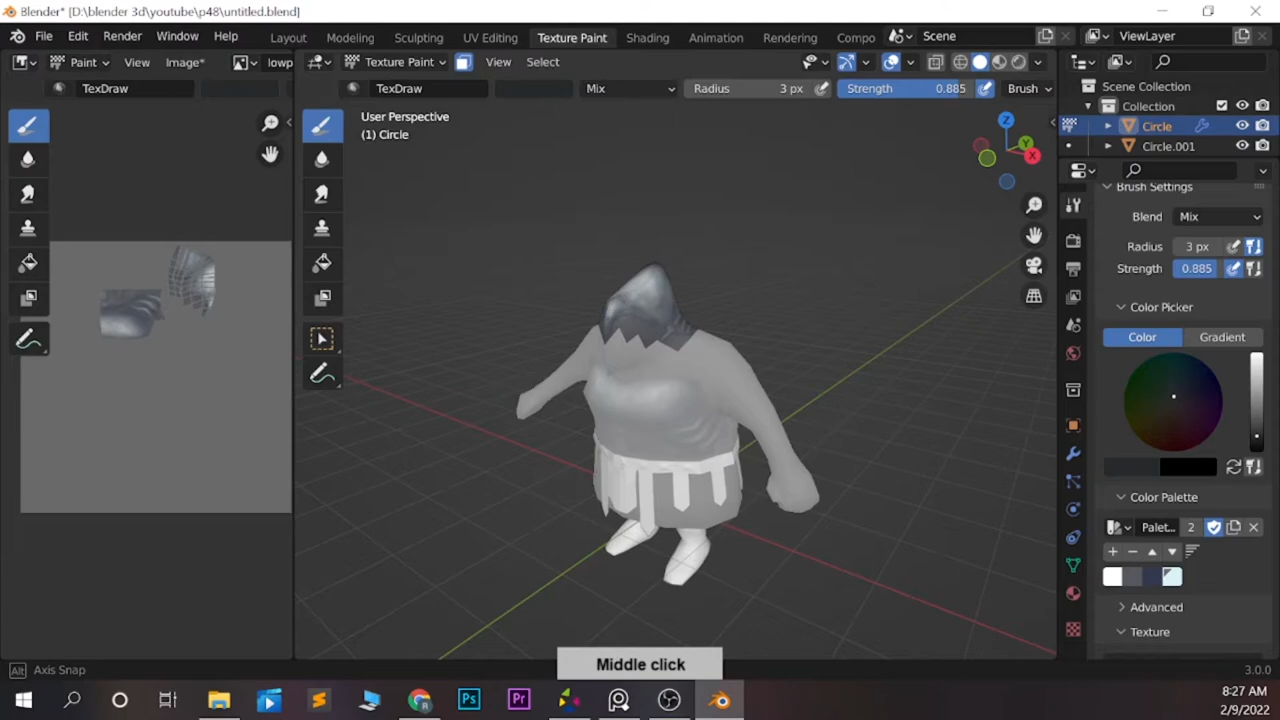 Blender* [D:\blender 3d\youtube\p48\untitled.blend]
File Edit Render Window Help Layout Modeling Sculpting UV Editing Texture Paint Shading Animation Rendering Compo Scene ViewLayer
Paint View Image* lowp Texture Paint View Select
TexDraw TexDraw Mix Radius 3 px Strength 0.885 Brush
User Perspective
(1) Circle
Z
Y
X
Scene Collection
Collection
Circle
Circle.001
Brush Settings
Blend Mix
Radius 3 px
Strength 0.885
Color Picker
Color Gradient
Color Palette
Palet... 2
Advanced
Texture
Middle click
Alt Axis Snap 3.0.0
Ps Pr
8:27 AM
2/9/2022